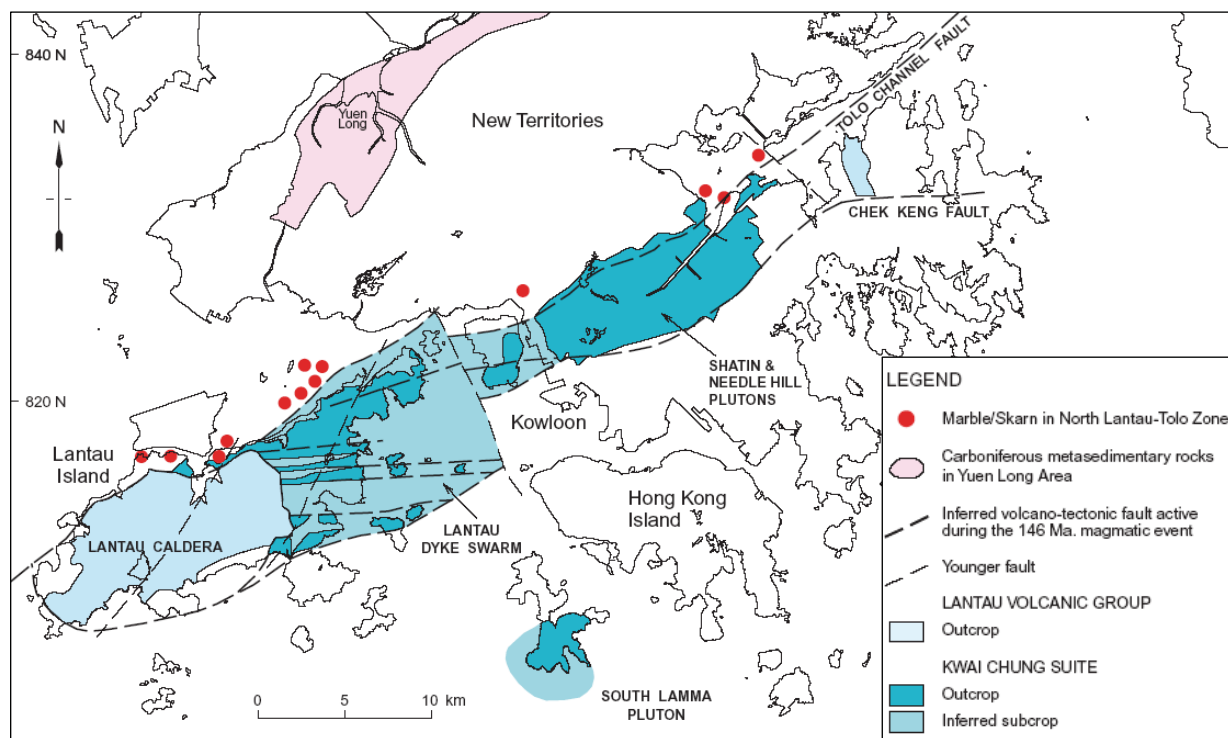 840 N
N
820 N
Yuen
Long
New Territories
TOLO CHANNEL FAULT
CHEK KENG FAULT
SHATIN &
NEEDLE HILL
PLUTONS
Kowloon
Lantau
Island
Hong Kong
Island
LANTAU
DYKE SWARM
LANTAU CALDERA
SOUTH LAMMA
PLUTON
0 5 10 km
LEGEND
Marble/Skarn in North Lantau-Tolo Zone
Carboniferous metasedimentary rocks
in Yuen Long Area
Inferred volcano-tectonic fault active
during the 146 Ma. magmatic event
Younger fault
LANTAU VOLCANIC GROUP
Outcrop
KWAI CHUNG SUITE
Outcrop
Inferred subcrop